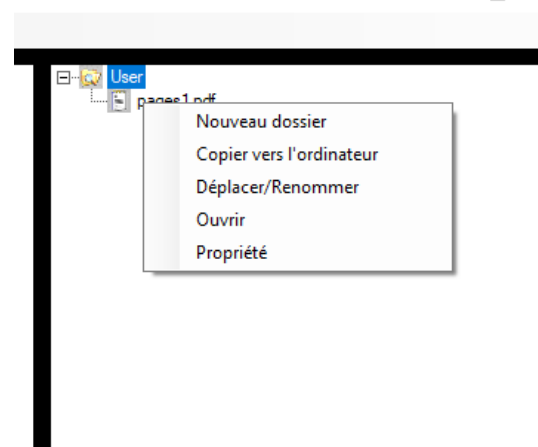 User
pages1.pdf
Nouveau dossier
Copier vers l'ordinateur
Déplacer/Renommer
Ouvrir
Propriété